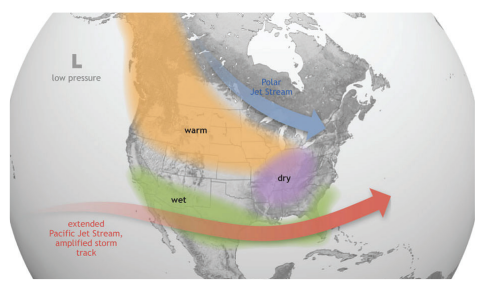 L
low pressure
Polar
Jet Stream
warm
dry
wet
extended
Pacific Jet Stream,
amplified storm
track